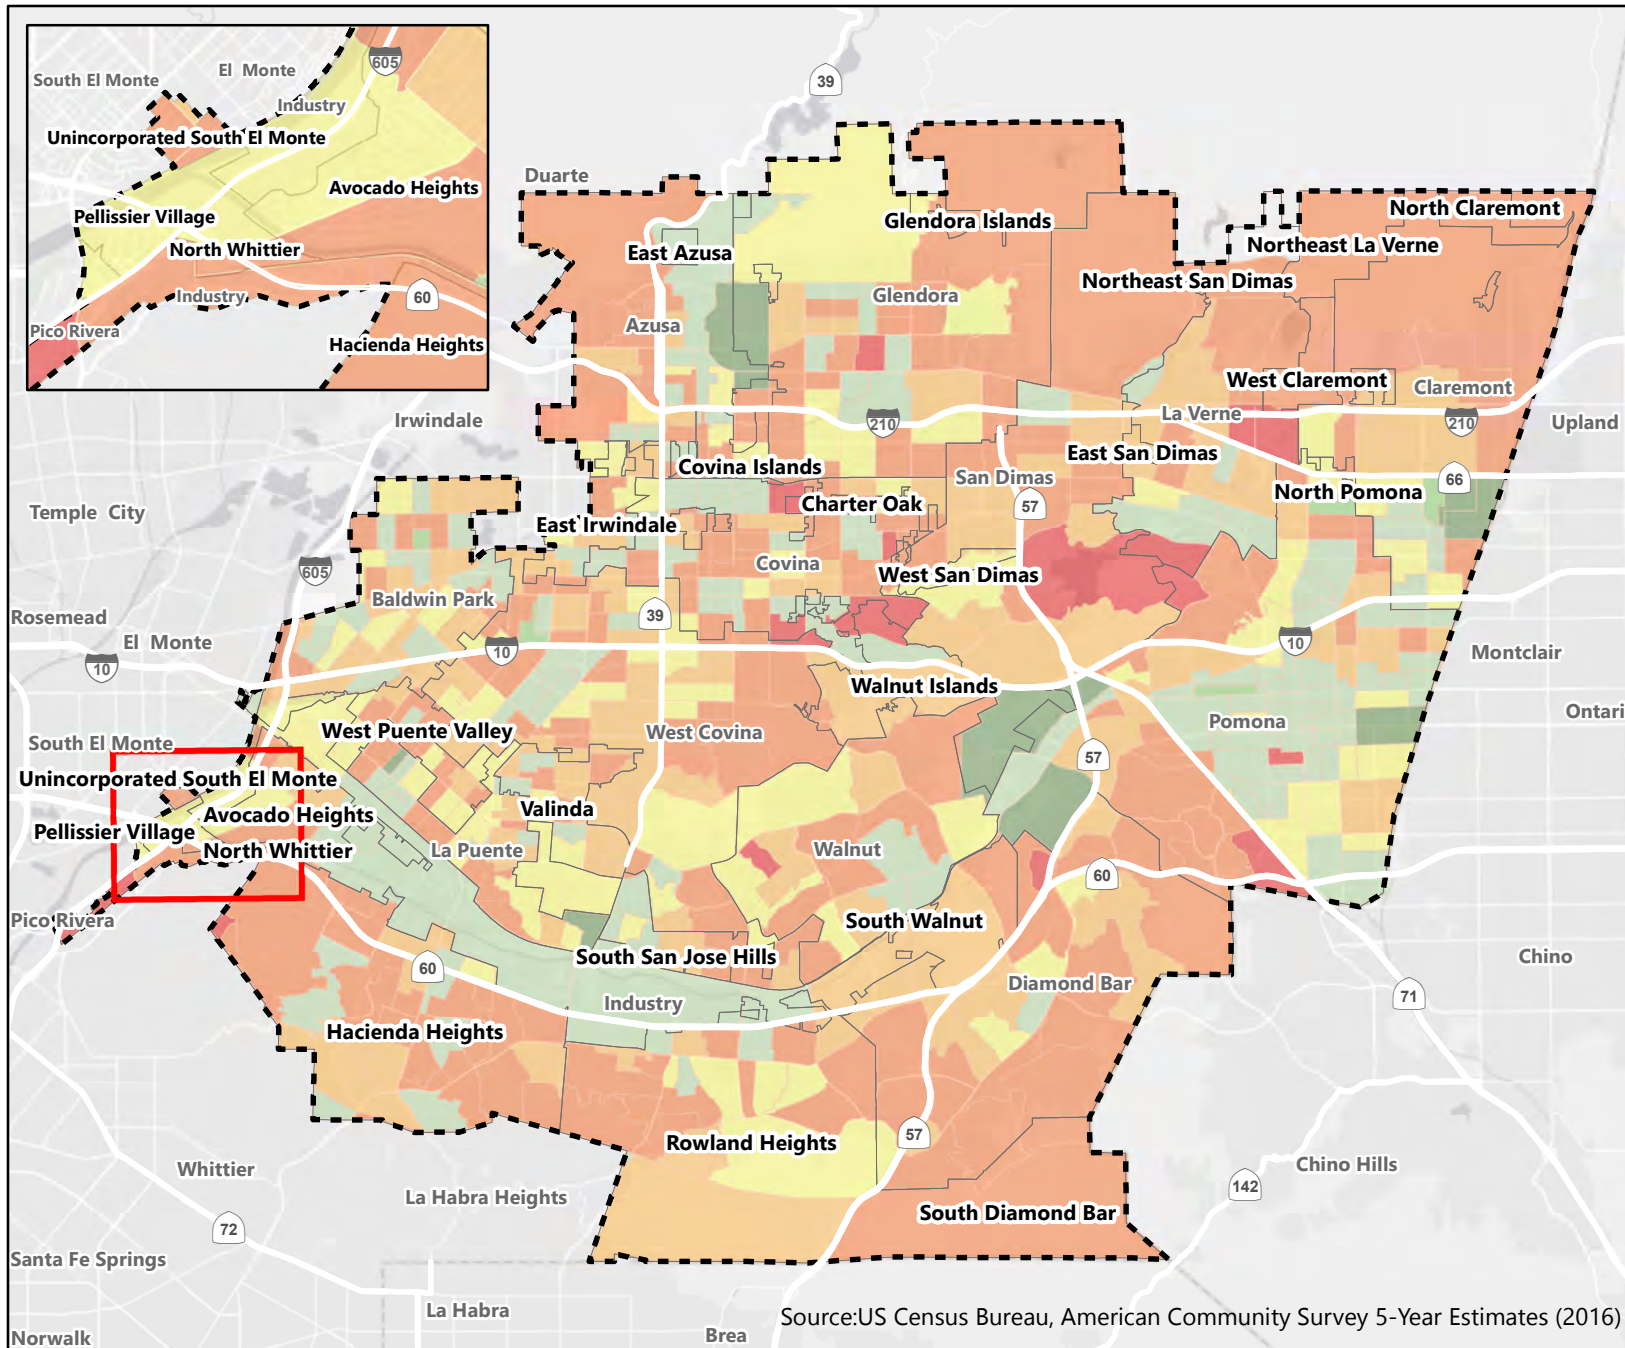 605
South El Monte
El Monte
Industry
Unincorporated South El Monte
Avocado Heights
Pellissier Village
North Whittier
Industry
60
Pico Rivera
Hacienda Heights
39
Duarte
North Claremont
Glendora Islands
Northeast La Verne
East Azusa
Northeast San Dimas
Glendora
Azusa
West Claremont
Claremont
La Verne
Irwindale
210
210
Upland
East San Dimas
Covina Islands
San Dimas
66
North Pomona
Charter Oak
57
Temple City
East Irwindale
Covina
605
West San Dimas
Baldwin Park
39
Rosemead
El Monte
10
10
10
Montclair
Walnut Islands
Ontari
Pomona
West Puente Valley
West Covina
South El Monte
57
Unincorporated South El Monte
Valinda
Avocado Heights
Pellissier Village
North Whittier
La Puente
Walnut
60
Pico Rivera
South Walnut
South San Jose Hills
60
Chino
Diamond Bar
71
Industry
Hacienda Heights
57
Rowland Heights
Whittier
Chino Hills
La Habra Heights
142
South Diamond Bar
72
Santa Fe Springs
La Habra
Source:US Census Bureau, American Community Survey 5-Year Estimates (2016)
Norwalk
Brea